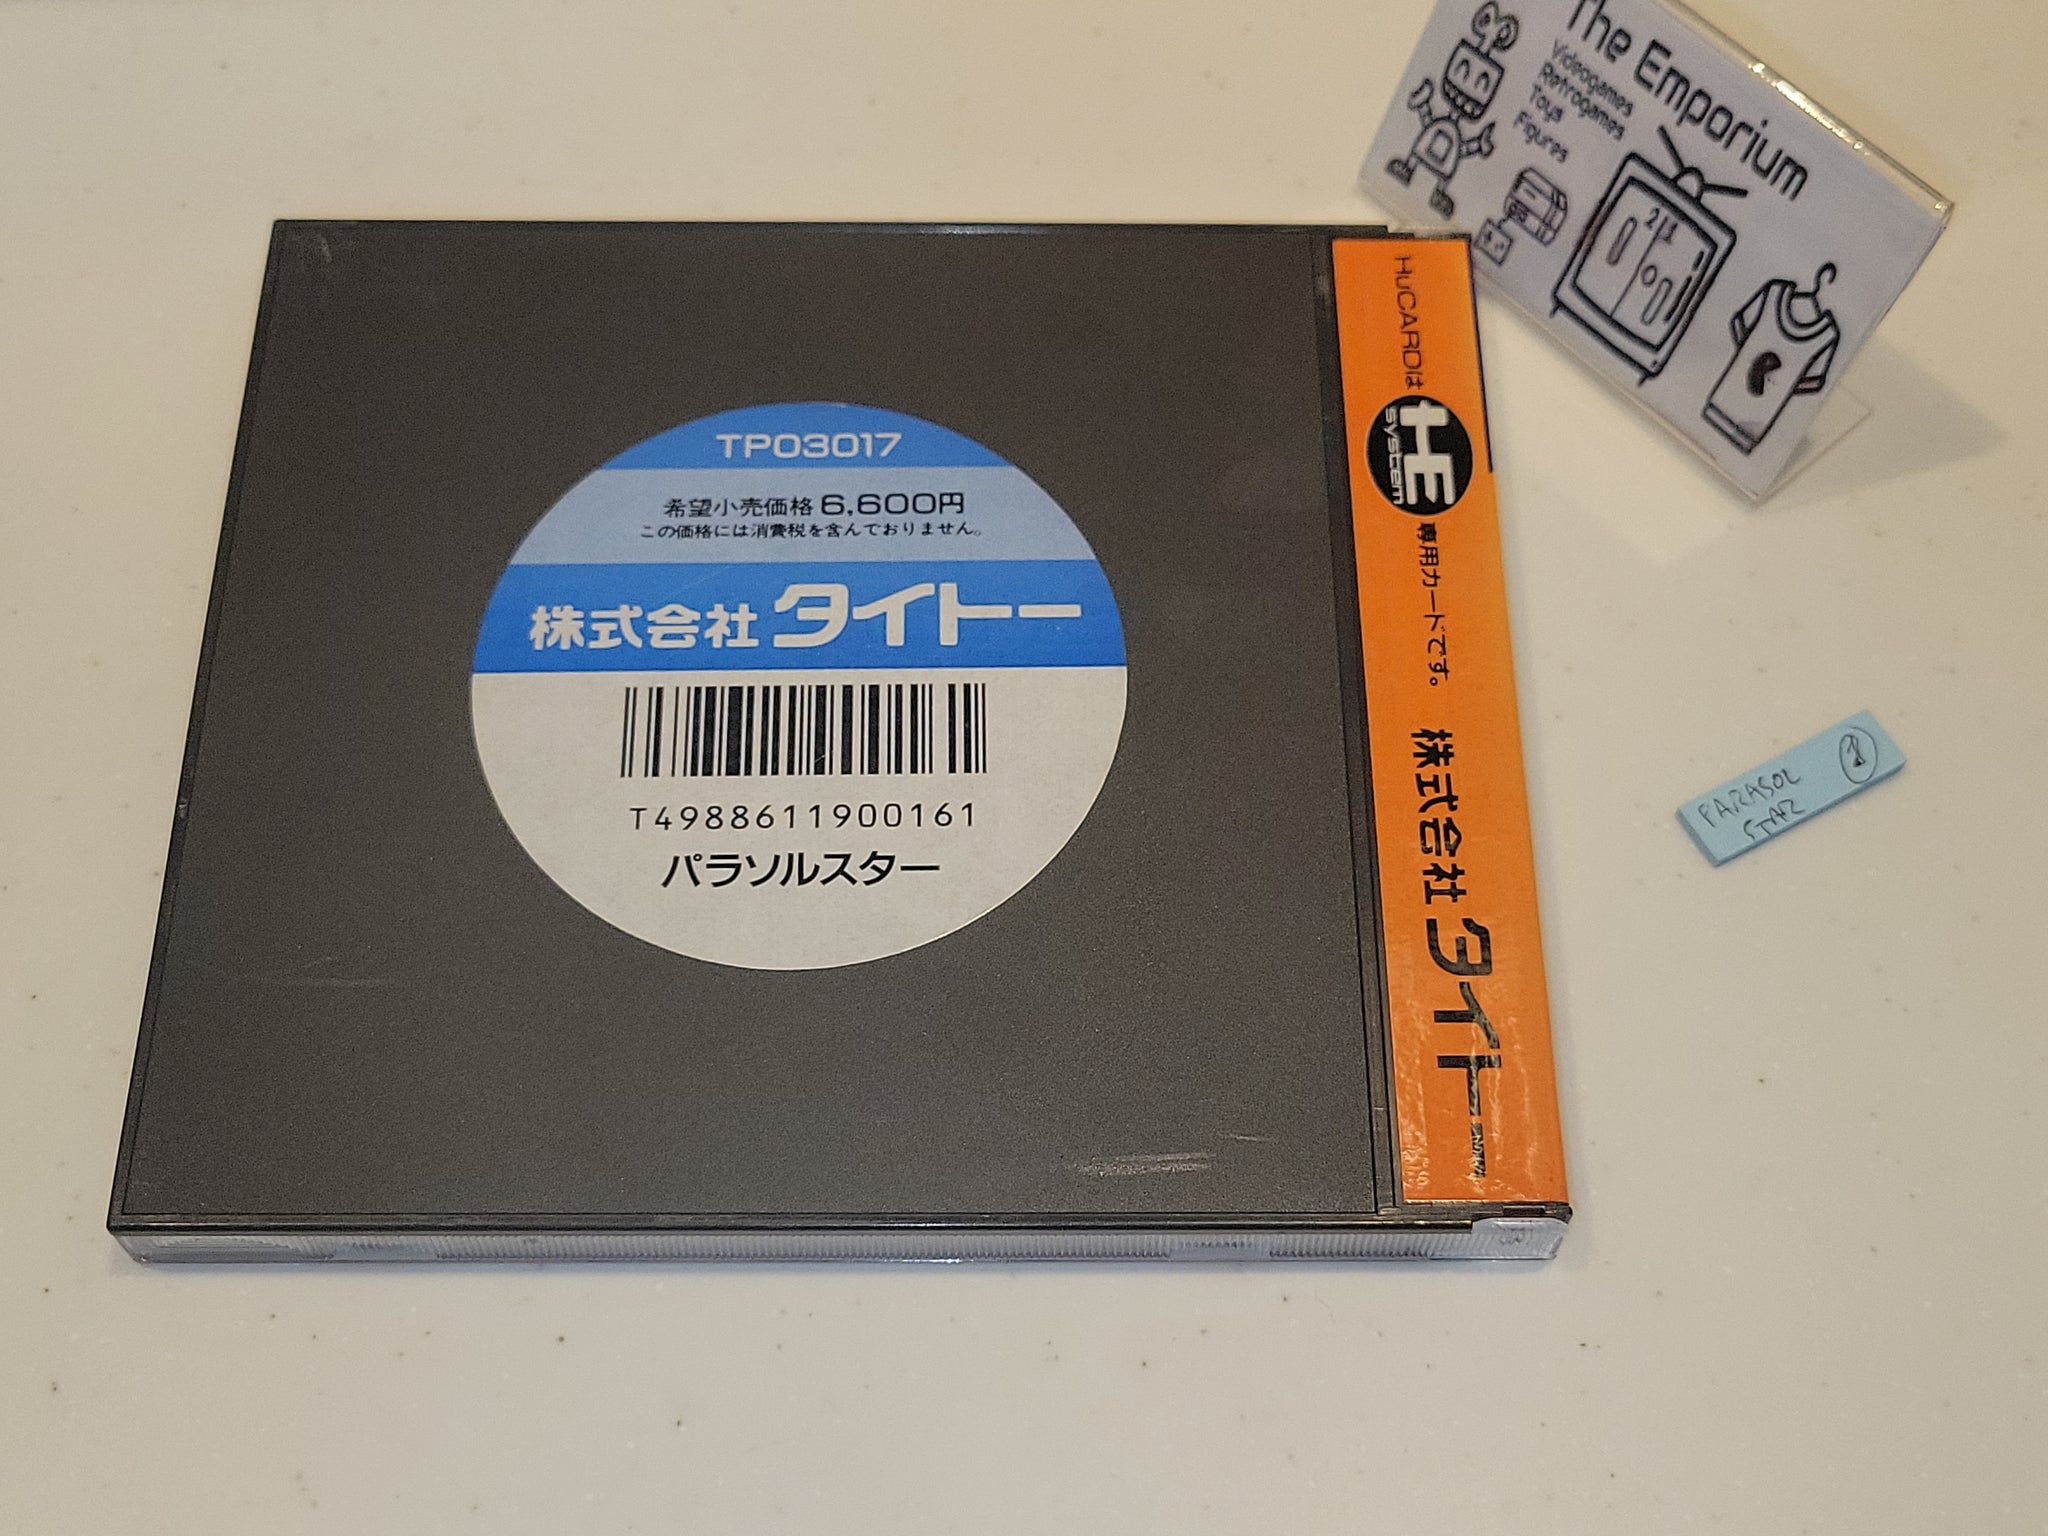 TP03017
希望小売価格 6,600円
この価格には消費税を含んでおりません。
株式会社 タイトー
T4988611900161
パラソルスター
HuCARDは
HE
system
専用カードです。
株式会社 タイトー
The Emporium
Videogames
Retrogames
Toys
Figures
21
PARASOL
STAR